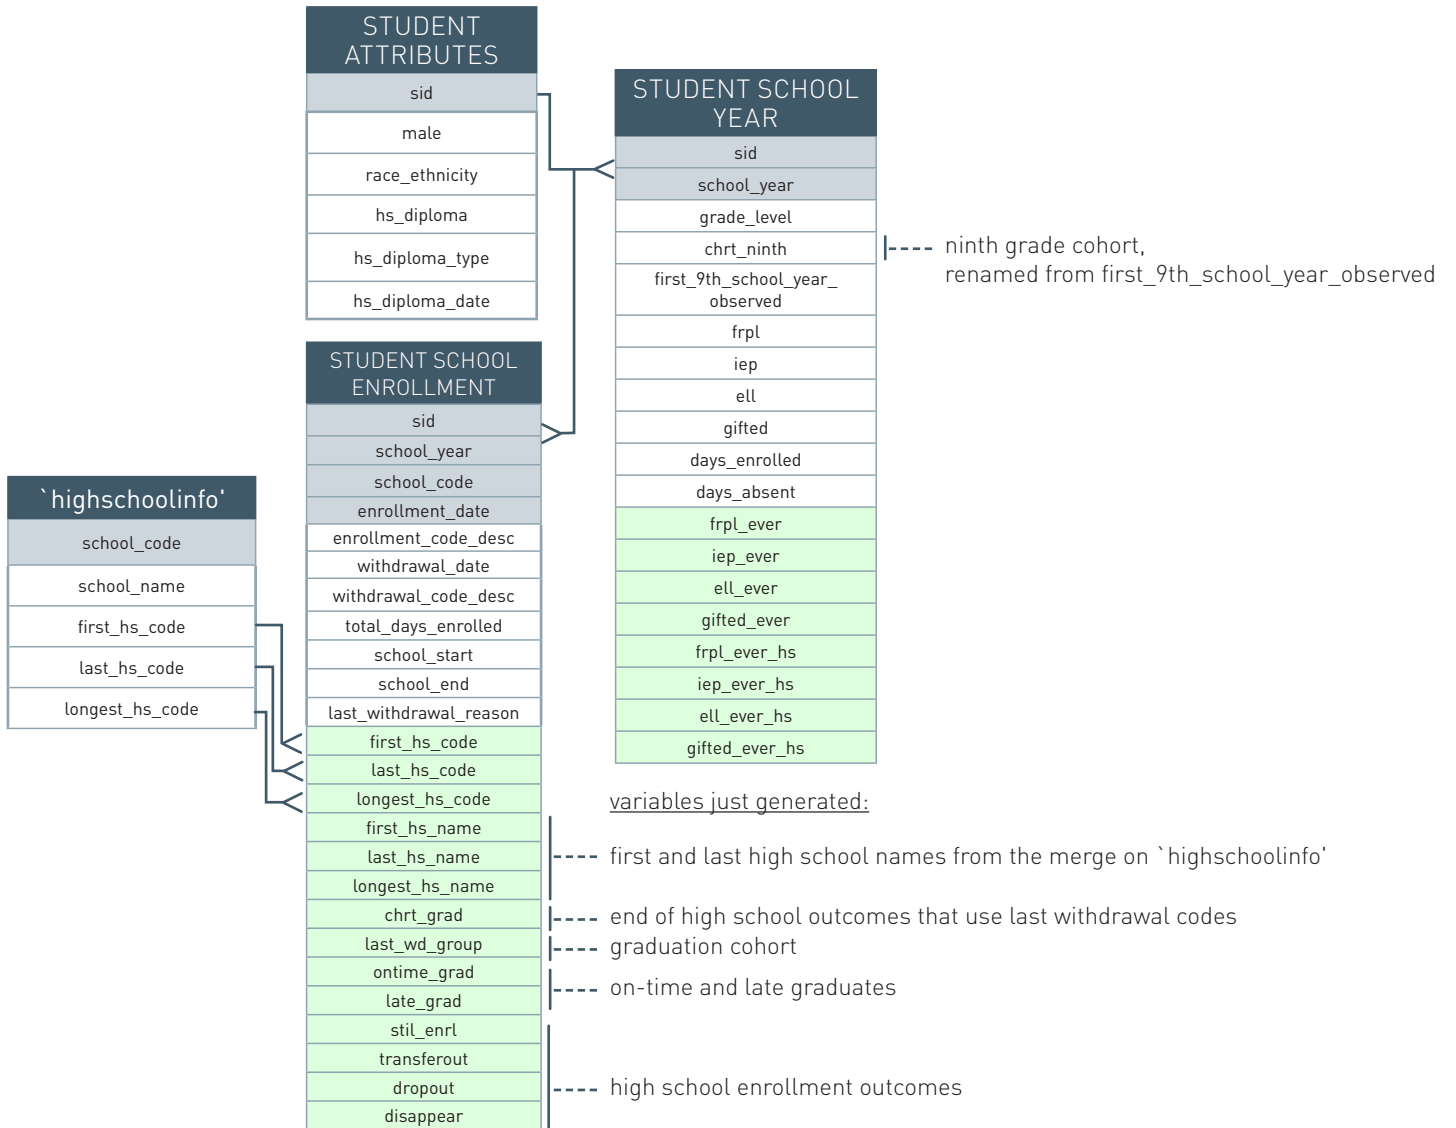 STUDENT
ATTRIBUTES
sid
male
race_ethnicity
hs_diploma
hs_diploma_type
hs_diploma_date
STUDENT SCHOOL
YEAR
sid
school_year
grade_level
chrt_ninth
first_9th_school_year_
observed
frpl
iep
ell
gifted
days_enrolled
days_absent
frpl_ever
iep_ever
ell_ever
gifted_ever
frpl_ever_hs
iep_ever_hs
ell_ever_hs
gifted_ever_hs
ninth grade cohort,
renamed from first_9th_school_year_observed
STUDENT SCHOOL
ENROLLMENT
sid
school_year
school_code
enrollment_date
enrollment_code_desc
withdrawal_date
withdrawal_code_desc
total_days_enrolled
school_start
school_end
last_withdrawal_reason
first_hs_code
last_hs_code
longest_hs_code
first_hs_name
last_hs_name
longest_hs_name
chrt_grad
last_wd_group
ontime_grad
late_grad
stil_enrl
transferout
dropout
disappear
`highschoolinfo'
school_code
school_name
first_hs_code
last_hs_code
longest_hs_code
variables just generated:
first and last high school names from the merge on `highschoolinfo'
end of high school outcomes that use last withdrawal codes
graduation cohort
on-time and late graduates
high school enrollment outcomes